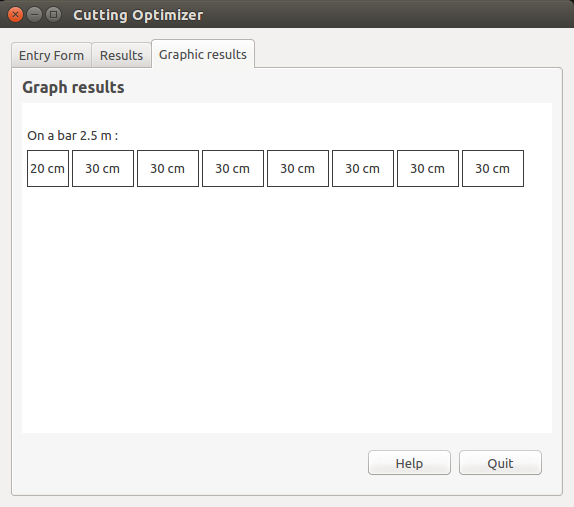 Cutting Optimizer
Entry Form Results Graphic results
Graph results
On a bar 2.5 m :
20 cm 30 cm 30 cm 30 cm 30 cm 30 cm 30 cm 30 cm
Help Quit